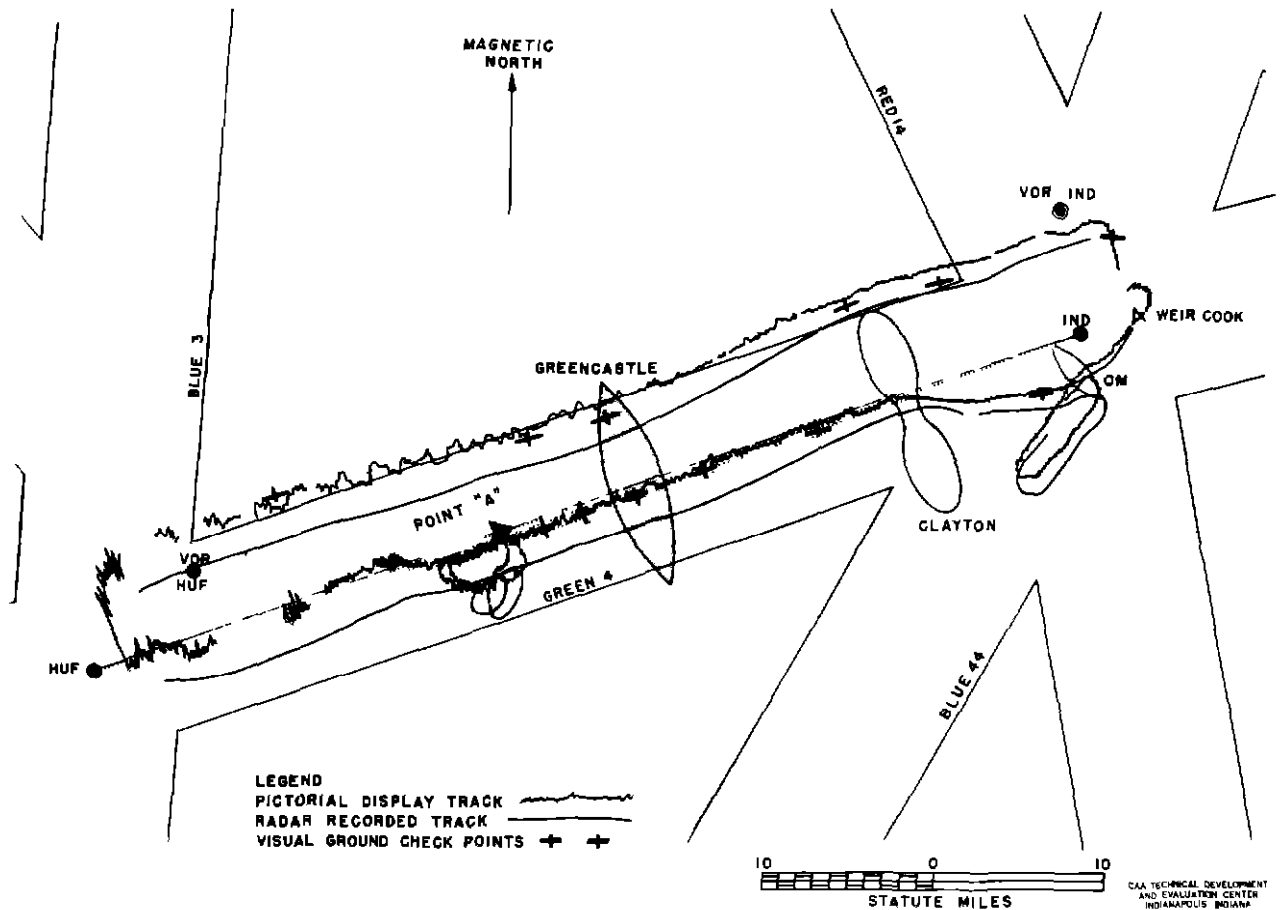 MAGNETIC
NORTH
RED 14
VOR IND
BLUE 3
GREENCASTLE
IND
WEIR COOK
OM
POINT "A"
CLAYTON
VOR
HUF
GREEN 4
HUF
BLUE 44
LEGEND
PICTORIAL DISPLAY TRACK
RADAR RECORDED TRACK
VISUAL GROUND CHECK POINTS
10 0 10
STATUTE MILES
CAA TECHNICAL DEVELOPMENT
AND EVALUATION CENTER
INDIANAPOLIS INDIANA